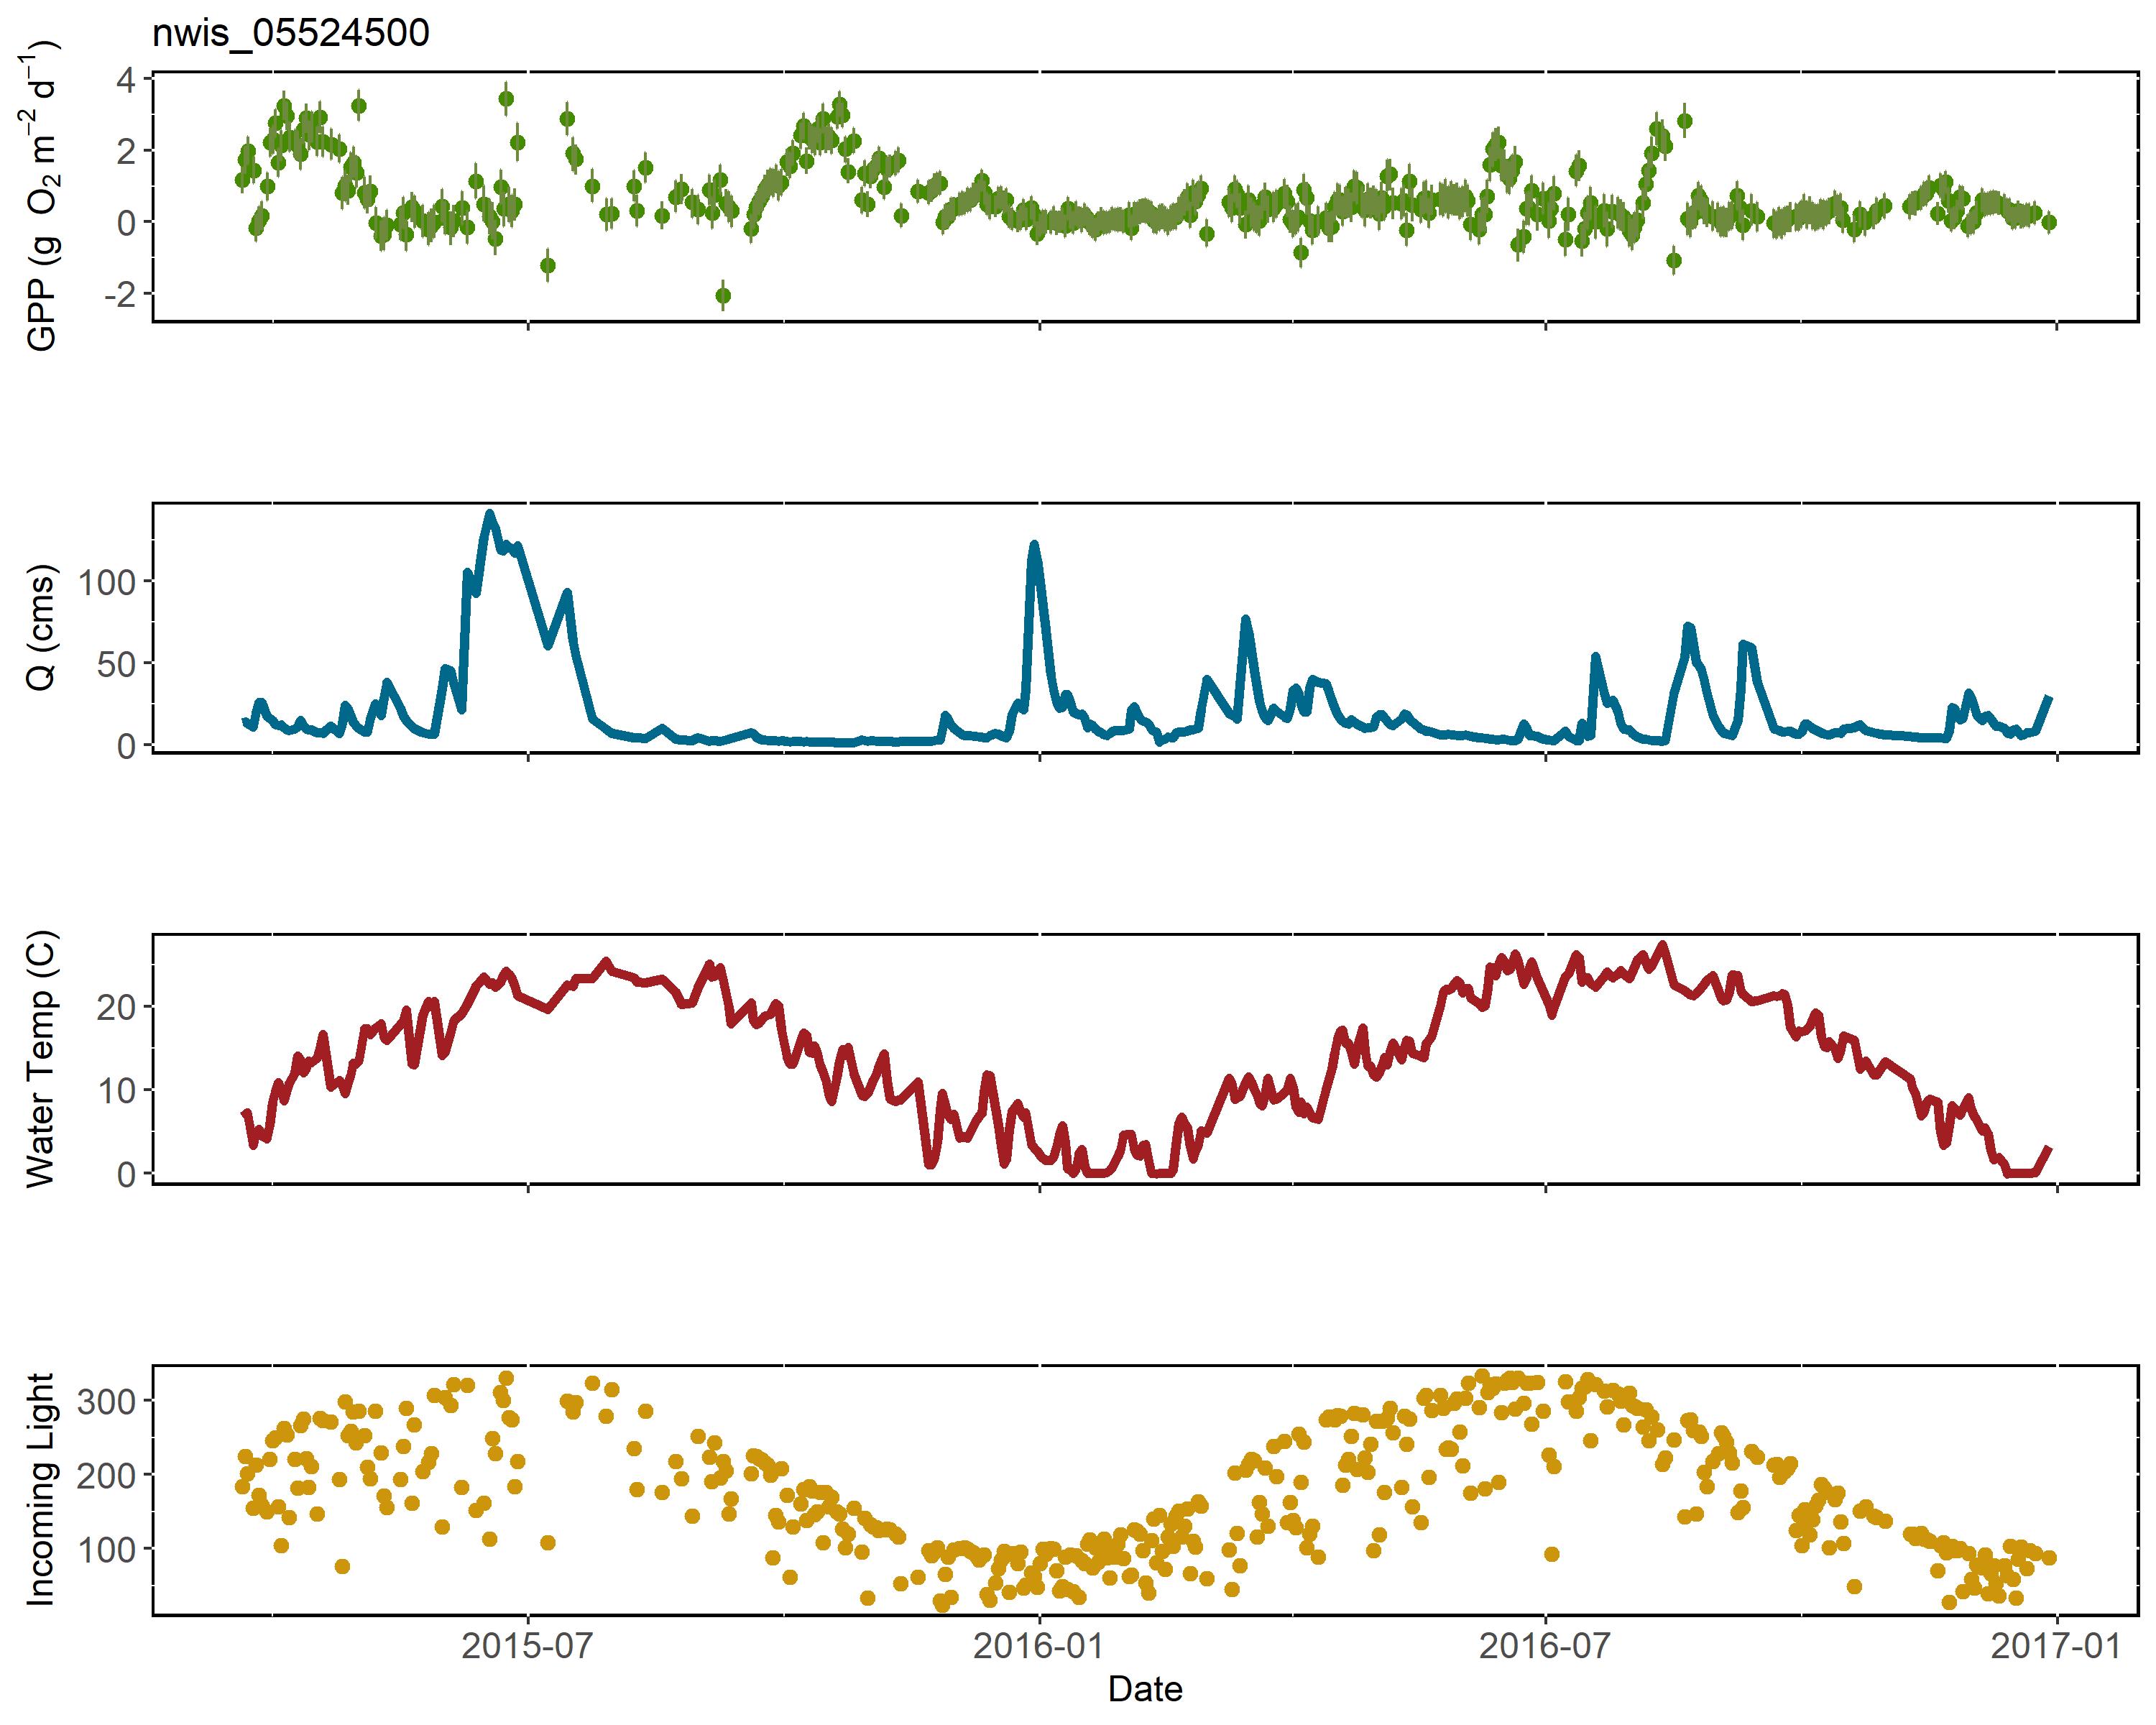 nwis_05524500
GPP (g O₂ m⁻² d⁻¹)
4
2
0
-2
Q (cms)
100
50
0
Water Temp (C)
20
10
0
Incoming Light
300
200
100
2015-07 2016-01 2016-07 2017-01
Date